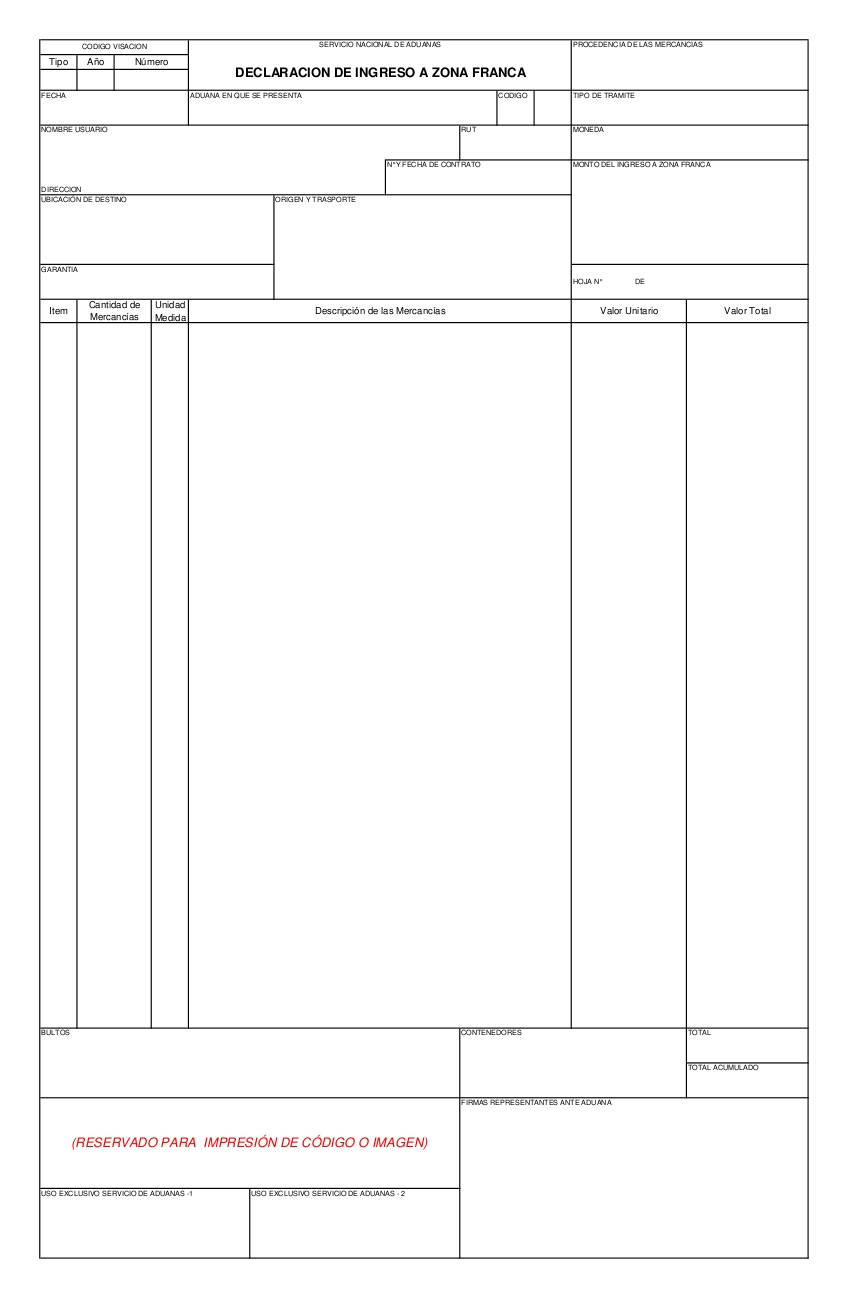 CODIGO VISACION
Tipo Año Número
SERVICIO NACIONAL DE ADUANAS
DECLARACION DE INGRESO A ZONA FRANCA
PROCEDENCIA DE LAS MERCANCIAS
FECHA
ADUANA EN QUE SE PRESENTA
CODIGO
TIPO DE TRAMITE
NOMBRE USUARIO
RUT
MONEDA
N° Y FECHA DE CONTRATO
MONTO DEL INGRESO A ZONA FRANCA
DIRECCION
UBICACIÓN DE DESTINO
ORIGEN Y TRASPORTE
GARANTIA
HOJA N° DE
Item
Cantidad de
Mercancías
Unidad
Medida
Descripción de las Mercancías
Valor Unitario
Valor Total
BULTOS
CONTENEDORES
TOTAL
TOTAL ACUMULADO
FIRMAS REPRESENTANTES ANTE ADUANA
(RESERVADO PARA IMPRESIÓN DE CÓDIGO O IMAGEN)
USO EXCLUSIVO SERVICIO DE ADUANAS -1
USO EXCLUSIVO SERVICIO DE ADUANAS - 2